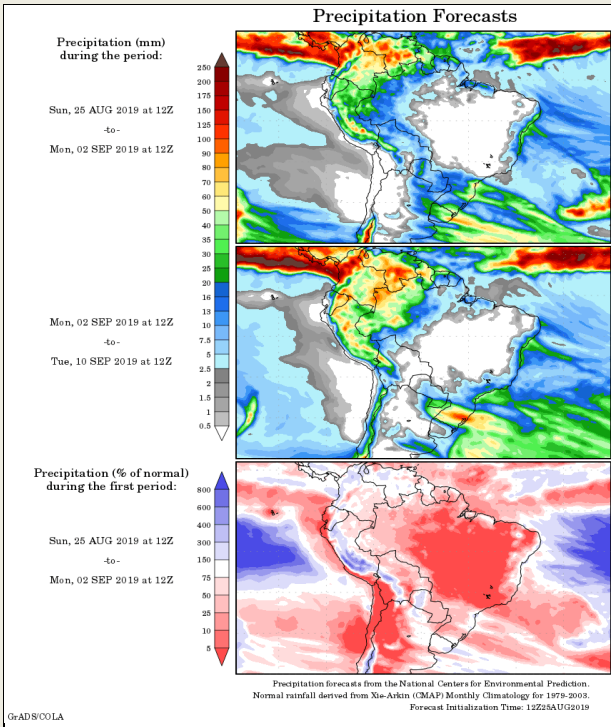 Precipitation Forecasts
Precipitation (mm)
during the period:
Sun, 25 AUG 2019 at 12Z
-to-
Mon, 02 SEP 2019 at 12Z
250
200
175
150
125
100
90
80
70
60
50
40
35
30
25
20
16
13
10
7.5
5
2.5
2
1.5
1
0.5
Mon, 02 SEP 2019 at 12Z
-to-
Tue, 10 SEP 2019 at 12Z
Precipitation (% of normal)
during the first period:
Sun, 25 AUG 2019 at 12Z
-to-
Mon, 02 SEP 2019 at 12Z
800
600
400
300
150
75
50
25
10
5
Precipitation forecasts from the National Centers for Environmental Prediction.
Normal rainfall derived from Xie-Arkin (CMAP) Monthly Climatology for 1979-2003.
Forecast Initialization Time: 12Z25AUG2019
GrADS/COLA